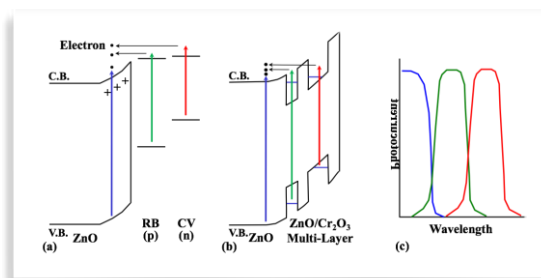 Electron
C.B.
+ + +
V.B.
ZnO
RB
(p)
CV
(n)
(a)
C.B.
V.B.
ZnO
ZnO/Cr₂O₃
Multi-Layer
(b)
Photocurrent
Wavelength
(c)